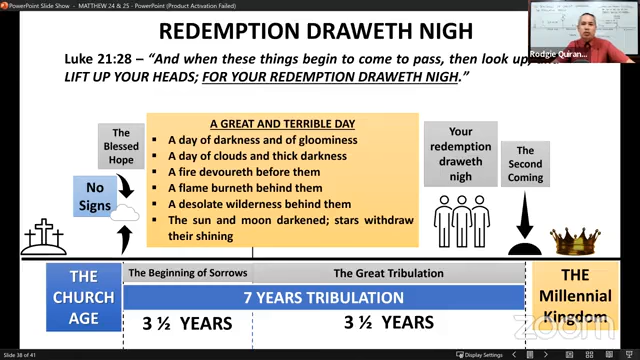 PowerPoint Slide Show - MATTHEW 24 & 25 - PowerPoint (Product Activation Failed)
REDEMPTION DRAWETH NIGH
Rodgie Quiran...
Luke 21:28 – “And when these things begin to come to pass, then look up,
LIFT UP YOUR HEADS; FOR YOUR REDEMPTION DRAWETH NIGH.”
The
Blessed
Hope
No
Signs
A GREAT AND TERRIBLE DAY
▪ A day of darkness and of gloominess
▪ A day of clouds and thick darkness
▪ A fire devoureth before them
▪ A flame burneth behind them
▪ A desolate wilderness behind them
▪ The sun and moon darkened; stars withdraw
their shining
Your
redemption
draweth
nigh
The
Second
Coming
THE
CHURCH
AGE
The Beginning of Sorrows
The Great Tribulation
7 YEARS TRIBULATION
3 ½ YEARS
3 ½ YEARS
THE
Millennial
Kingdom
zoom
Slide 38 of 41
Display Settings